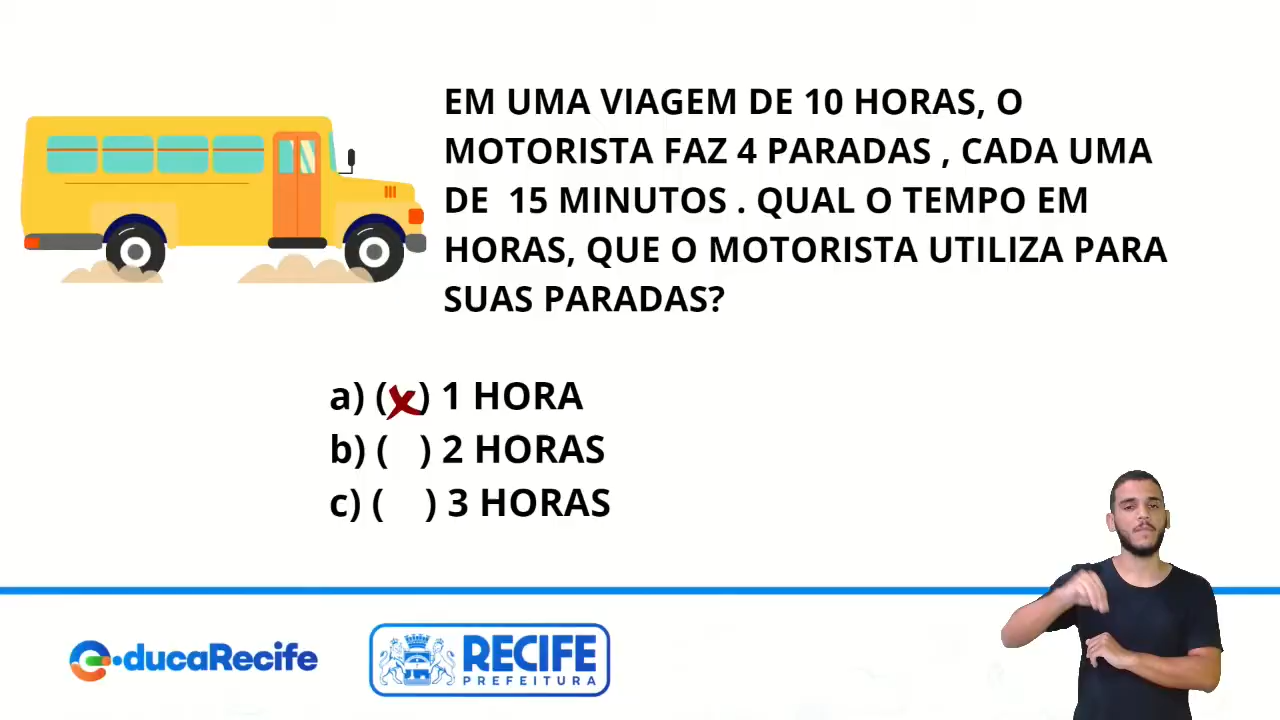 EM UMA VIAGEM DE 10 HORAS, O
MOTORISTA FAZ 4 PARADAS , CADA UMA
DE 15 MINUTOS . QUAL O TEMPO EM
HORAS, QUE O MOTORISTA UTILIZA PARA
SUAS PARADAS?
a) (x) 1 HORA
b) ( ) 2 HORAS
c) ( ) 3 HORAS
EducaRecife
RECIFE
PREFEITURA